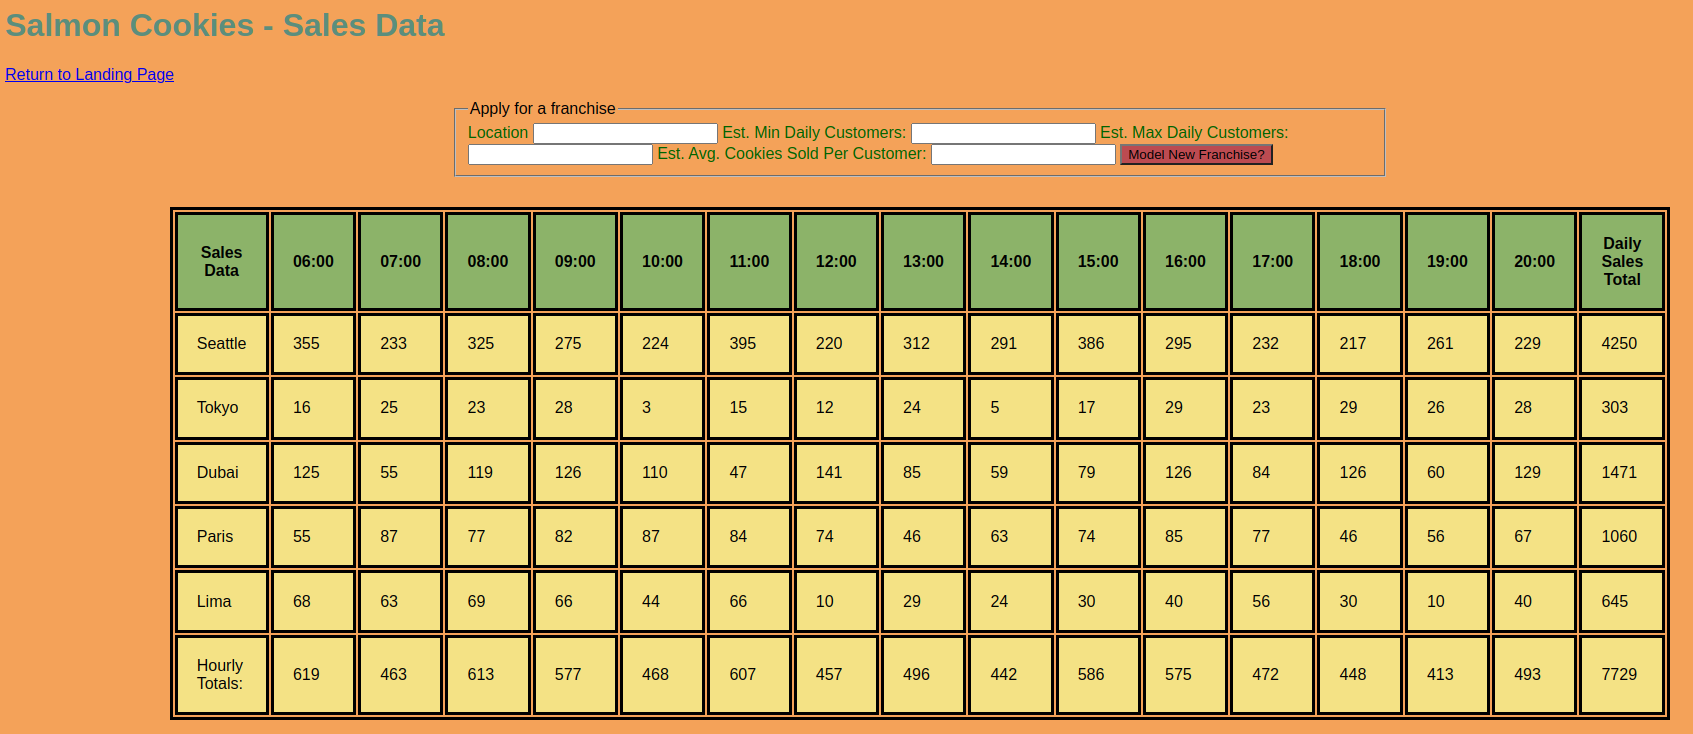 Salmon Cookies - Sales Data
Return to Landing Page
Apply for a franchise
Location Est. Min Daily Customers: Est. Max Daily Customers:
Est. Avg. Cookies Sold Per Customer: Model New Franchise?
Sales Data 06:00 07:00 08:00 09:00 10:00 11:00 12:00 13:00 14:00 15:00 16:00 17:00 18:00 19:00 20:00 Daily Sales Total
Seattle 355 233 325 275 224 395 220 312 291 386 295 232 217 261 229 4250
Tokyo 16 25 23 28 3 15 12 24 5 17 29 23 29 26 28 303
Dubai 125 55 119 126 110 47 141 85 59 79 126 84 126 60 129 1471
Paris 55 87 77 82 87 84 74 46 63 74 85 77 46 56 67 1060
Lima 68 63 69 66 44 66 10 29 24 30 40 56 30 10 40 645
Hourly Totals: 619 463 613 577 468 607 457 496 442 586 575 472 448 413 493 7729